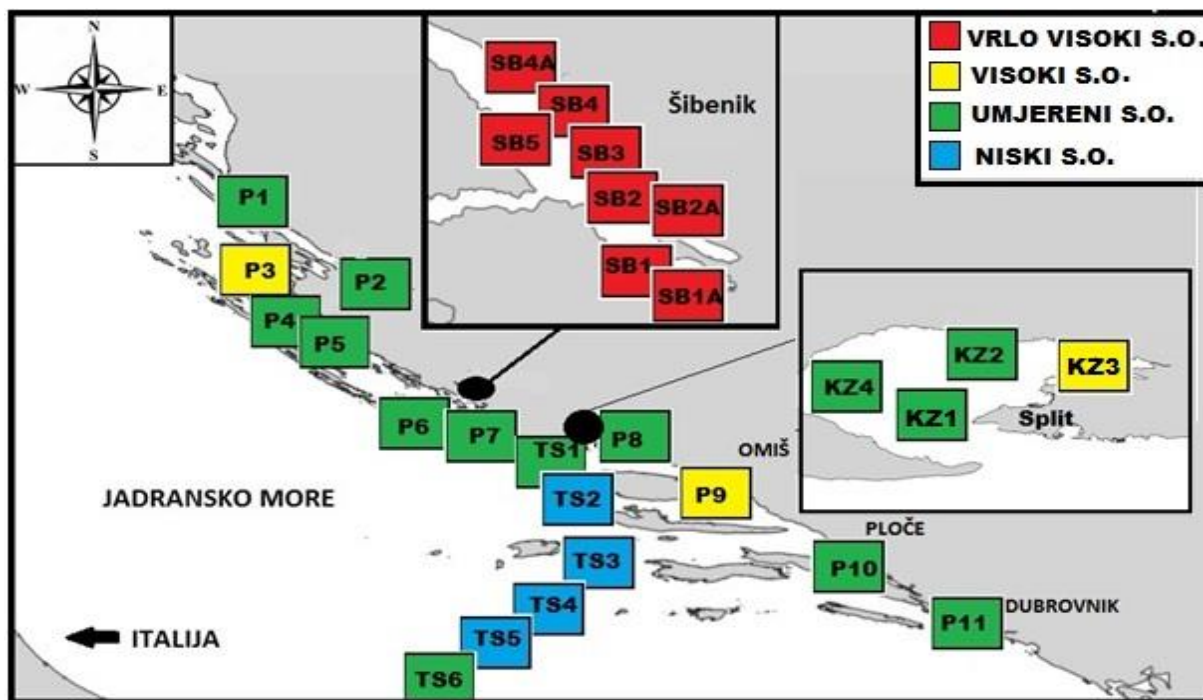 N
W E
S
VRLO VISOKI S.O.
VISOKI S.O.
UMJERENI S.O.
NISKI S.O.
Šibenik
SB4A
SB4
SB5
SB3
SB2
SB2A
SB1
SB1A
P1
P3
P2
P4
P5
P6
P7
TS1
P8
OMIŠ
TS2
P9
KZ2
KZ3
KZ4
KZ1
Split
JADRANSKO MORE
PLOČE
TS3
P10
TS4
DUBROVNIK
P11
TS5
ITALIJA
TS6